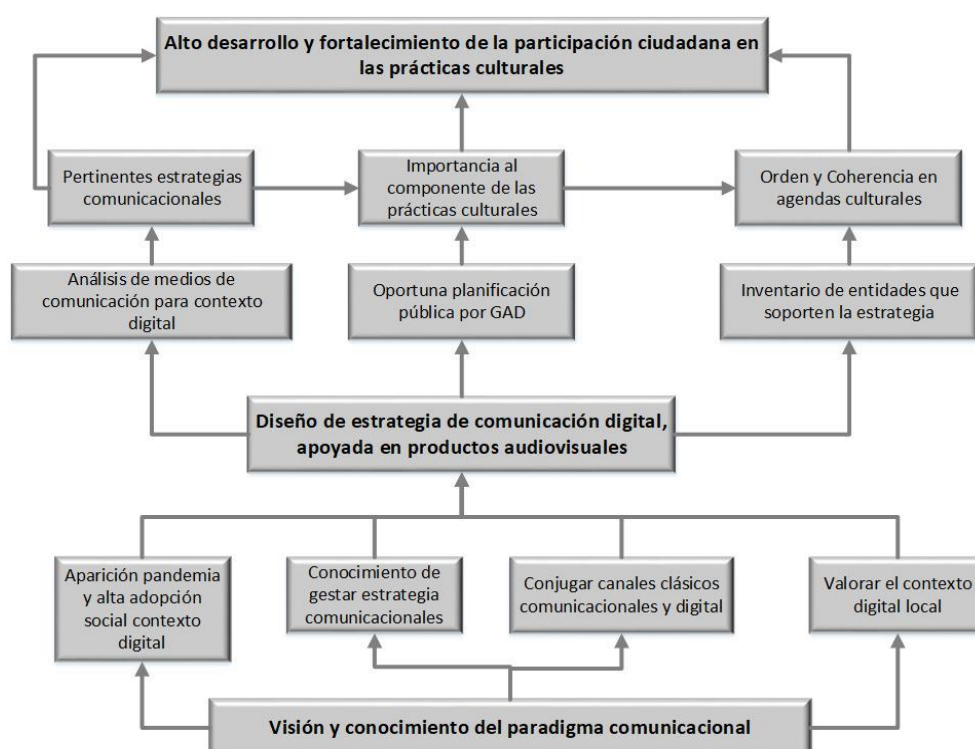 Alto desarrollo y fortalecimiento de la participación ciudadana en
las prácticas culturales
Pertinentes estrategias
comunicacionales
Importancia al
componente de las
prácticas culturales
Orden y Coherencia en
agendas culturales
Análisis de medios de
comunicación para contexto
digital
Oportuna planificación
pública por GAD
Inventario de entidades que
soporten la estrategia
Diseño de estrategia de comunicación digital,
apoyada en productos audiovisuales
Aparición pandemia
y alta adopción
social contexto
digital
Conocimiento de
gestar estrategia
comunicacionales
Conjugar canales clásicos
comunicacionales y digital
Valorar el contexto
digital local
Visión y conocimiento del paradigma comunicacional